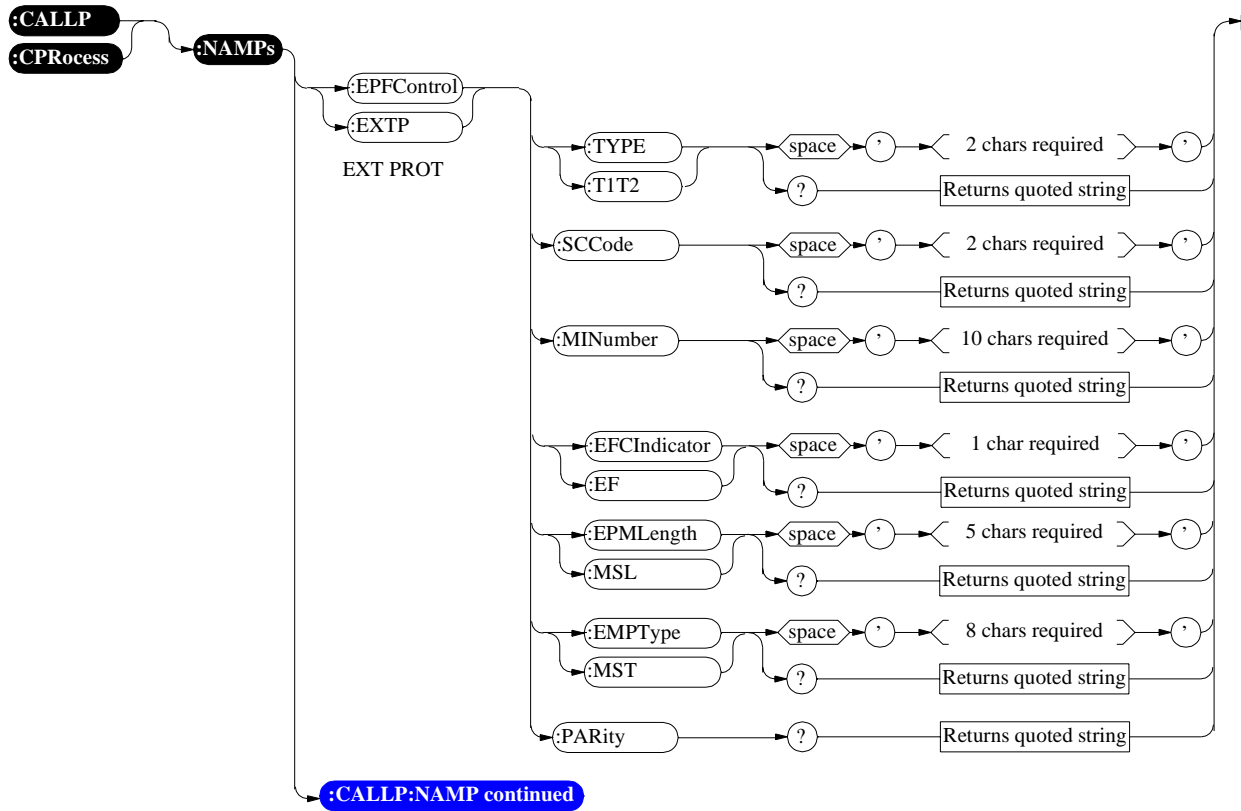 :CALLP
:CPRocess
:NAMPs
:EPFControl
:EXTP
EXT PROT
:TYPE
:T1T2
space ’ 2 chars required ’
? Returns quoted string
:SCCode space ’ 2 chars required ’
? Returns quoted string
:MINumber space ’ 10 chars required ’
? Returns quoted string
:EFCIndicator space ’ 1 char required ’
:EF ? Returns quoted string
:EPMLength space ’ 5 chars required ’
:MSL ? Returns quoted string
:EMPType space ’ 8 chars required ’
:MST ? Returns quoted string
:PARity ? Returns quoted string
:CALLP:NAMP continued